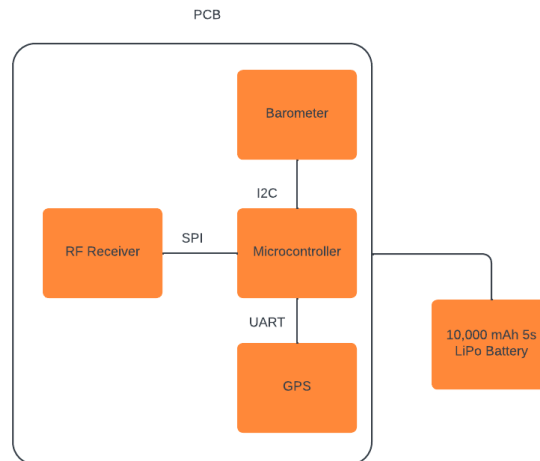 PCB
Barometer
I2C
RF Receiver
SPI
Microcontroller
UART
10,000 mAh 5s
LiPo Battery
GPS